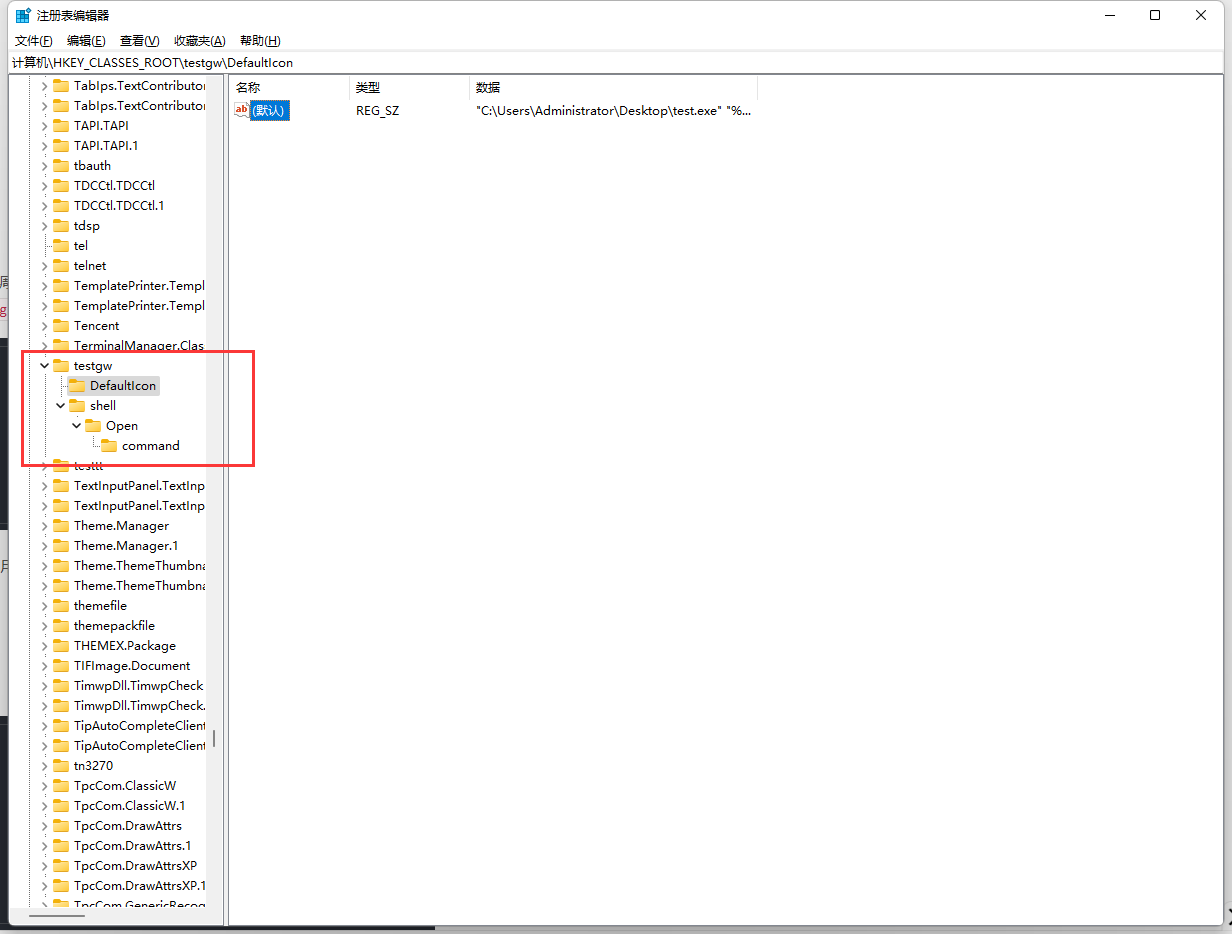 注册表编辑器
文件(F) 编辑(E) 查看(V) 收藏夹(A) 帮助(H)
计算机\HKEY_CLASSES_ROOT\testgw\DefaultIcon
TabIps.TextContributor
TabIps.TextContributor
TAPI.TAPI
TAPI.TAPI.1
tbauth
TDCCtl.TDCCtl
TDCCtl.TDCCtl.1
tdsp
tel
telnet
TemplatePrinter.Templ
TemplatePrinter.Templ
Tencent
TerminalManager.Clas
testgw
DefaultIcon
shell
Open
command
testtt
TextInputPanel.TextInp
TextInputPanel.TextInp
Theme.Manager
Theme.Manager.1
Theme.ThemeThumbna
Theme.ThemeThumbna
themefile
themepackfile
THEMEX.Package
TIFImage.Document
TimwpDll.TimwpCheck
TimwpDll.TimwpCheck.
TipAutoCompleteClient
TipAutoCompleteClient
tn3270
TpcCom.ClassicW
TpcCom.ClassicW.1
TpcCom.DrawAttrs
TpcCom.DrawAttrs.1
TpcCom.DrawAttrsXP
TpcCom.DrawAttrsXP.1
TpcCom.GenericRecog
名称 类型 数据
(默认) REG_SZ "C:\Users\Administrator\Desktop\test.exe" "%...